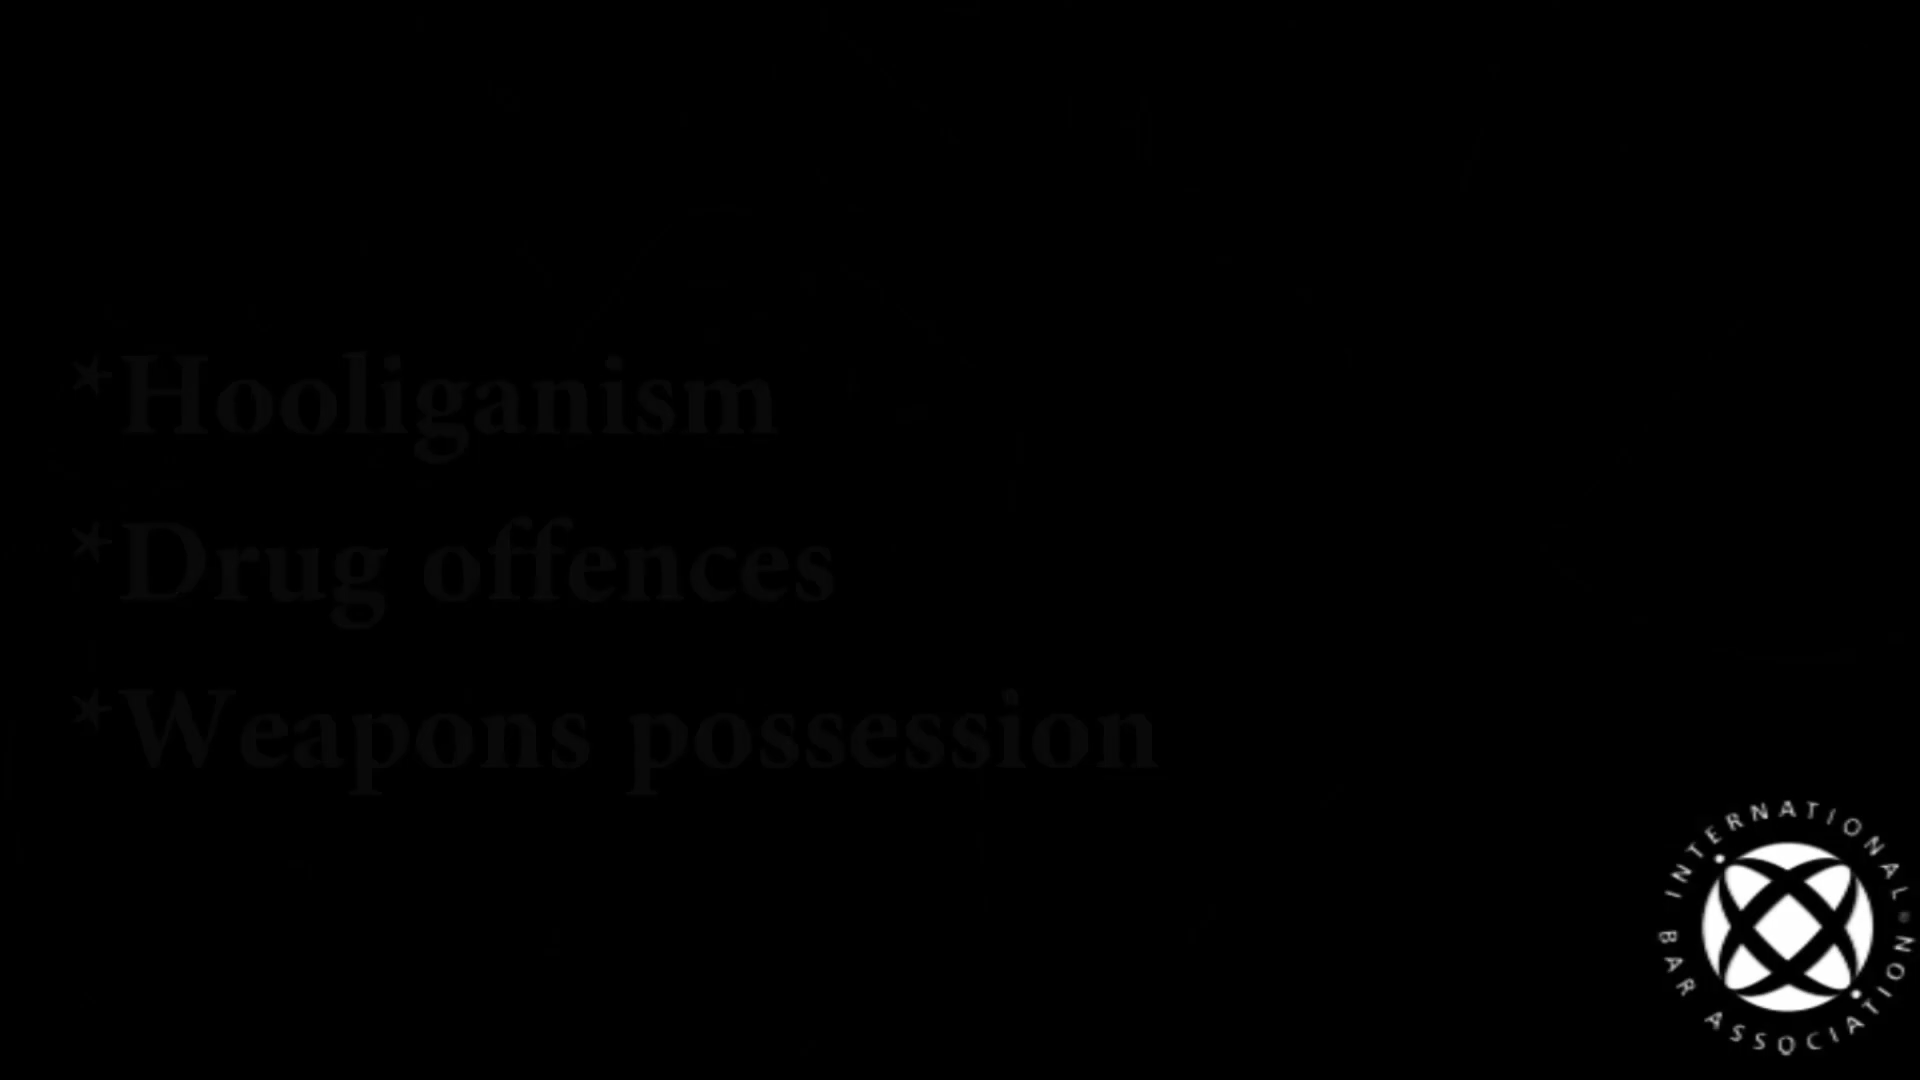 *Hooliganism
*Drug offences
*Weapons possession
INTERNATIONAL
BAR ASSOCIATION